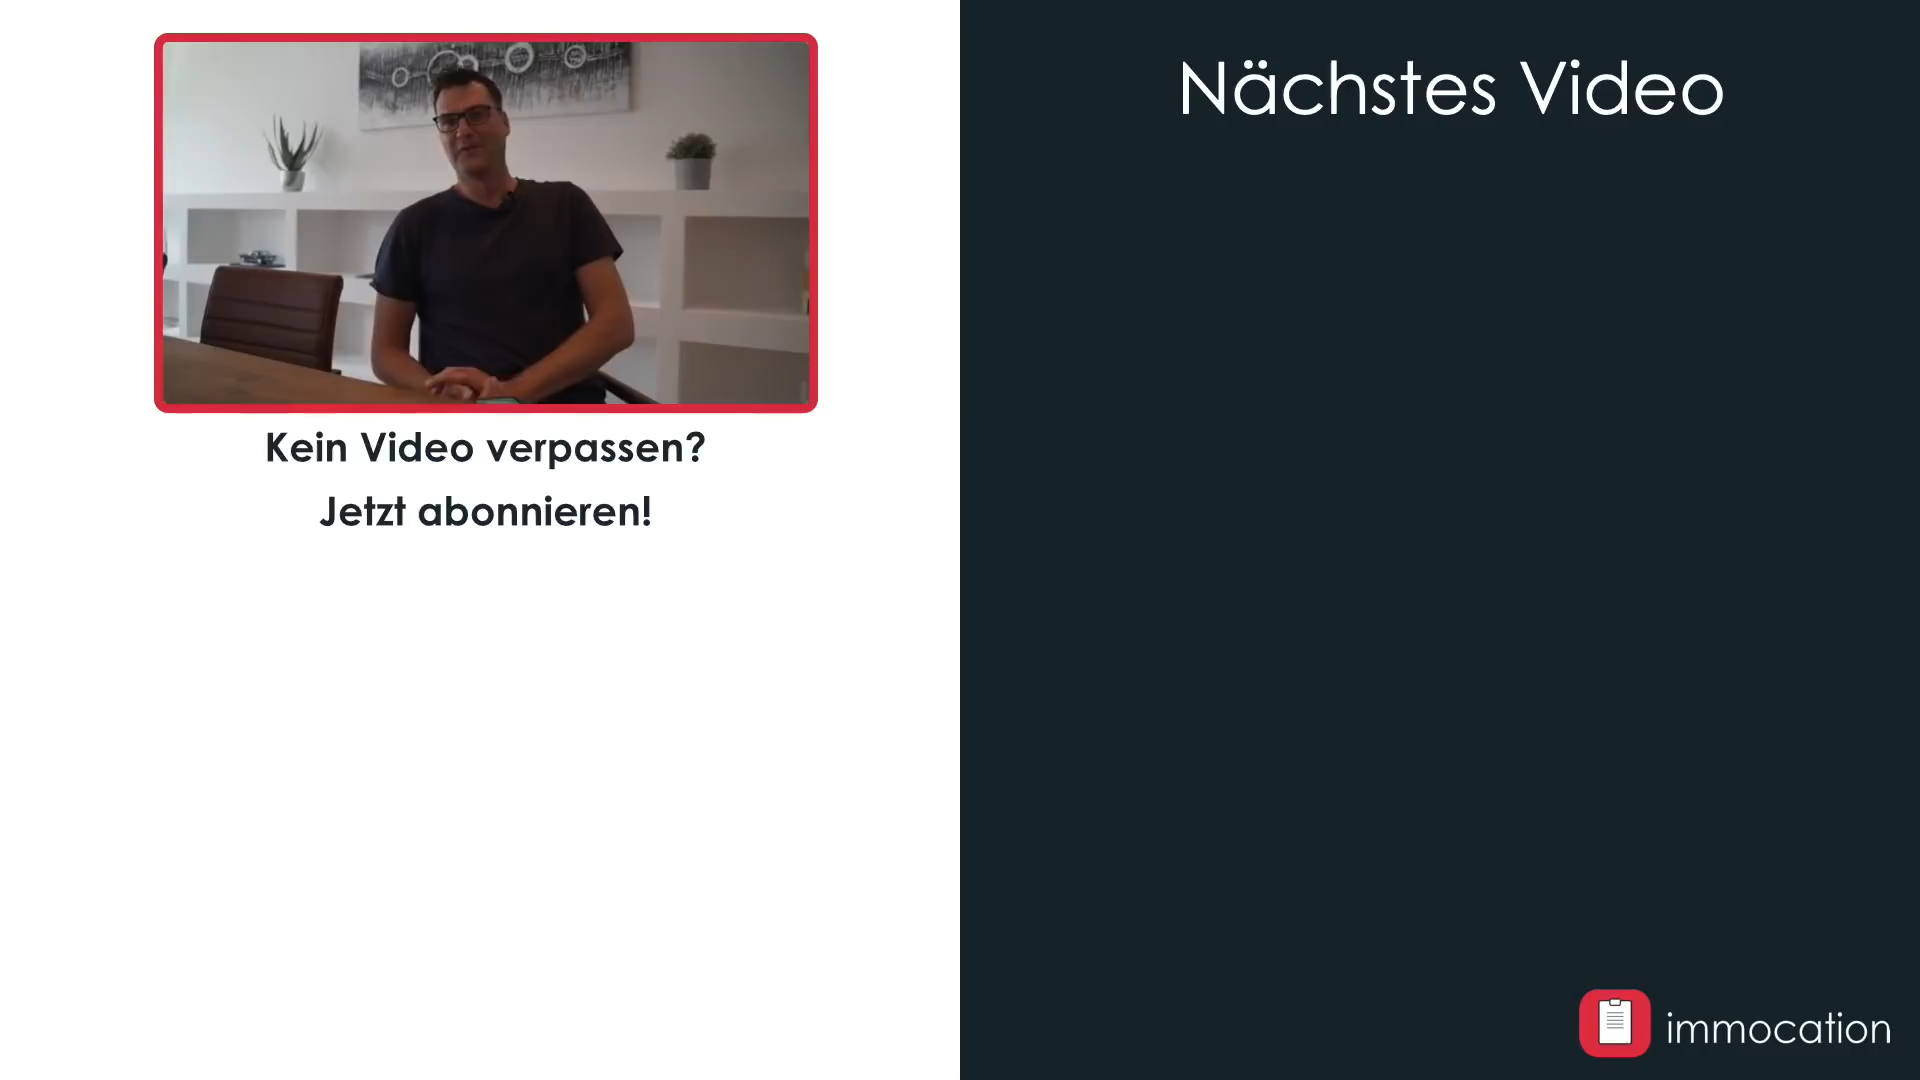 Kein Video verpassen?
Jetzt abonnieren!
Nächstes Video
immocation